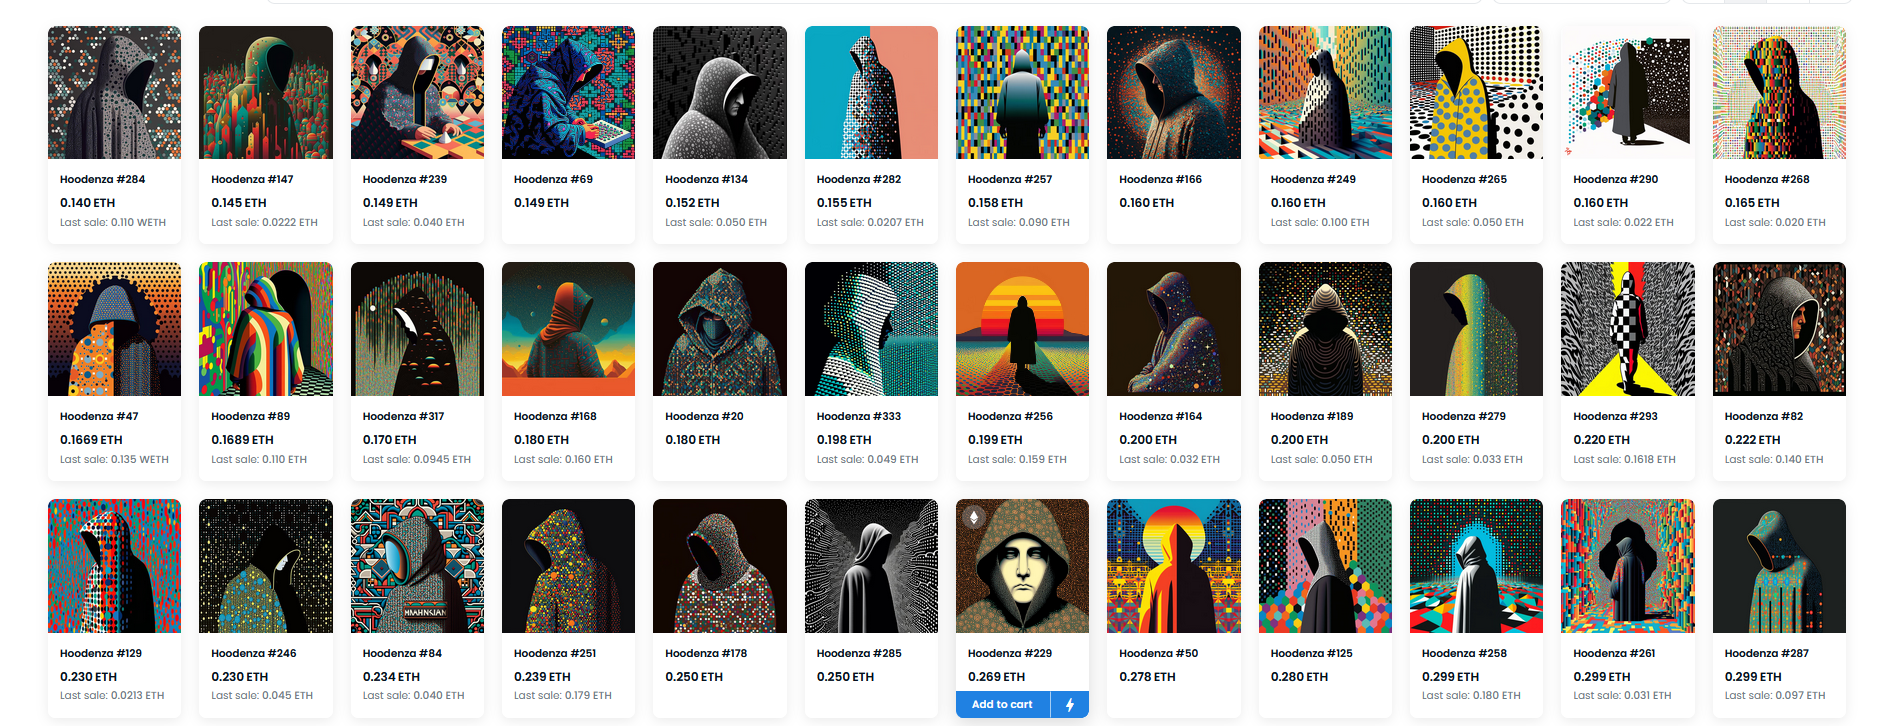 Hoodenza #284
0.140 ETH
Last sale: 0.110 WETH
Hoodenza #147
0.145 ETH
Last sale: 0.0222 ETH
Hoodenza #239
0.149 ETH
Last sale: 0.040 ETH
Hoodenza #69
0.149 ETH
Hoodenza #134
0.152 ETH
Last sale: 0.050 ETH
Hoodenza #282
0.155 ETH
Last sale: 0.0207 ETH
Hoodenza #257
0.158 ETH
Last sale: 0.090 ETH
Hoodenza #166
0.160 ETH
Hoodenza #249
0.160 ETH
Last sale: 0.100 ETH
Hoodenza #265
0.160 ETH
Last sale: 0.050 ETH
Hoodenza #290
0.160 ETH
Last sale: 0.022 ETH
Hoodenza #268
0.165 ETH
Last sale: 0.020 ETH
Hoodenza #47
0.1669 ETH
Last sale: 0.135 WETH
Hoodenza #89
0.1689 ETH
Last sale: 0.110 ETH
Hoodenza #317
0.170 ETH
Last sale: 0.0945 ETH
Hoodenza #168
0.180 ETH
Last sale: 0.160 ETH
Hoodenza #20
0.180 ETH
Hoodenza #333
0.198 ETH
Last sale: 0.049 ETH
Hoodenza #256
0.199 ETH
Last sale: 0.159 ETH
Hoodenza #164
0.200 ETH
Last sale: 0.032 ETH
Hoodenza #189
0.200 ETH
Last sale: 0.050 ETH
Hoodenza #279
0.200 ETH
Last sale: 0.033 ETH
Hoodenza #293
0.220 ETH
Last sale: 0.1618 ETH
Hoodenza #82
0.222 ETH
Last sale: 0.140 ETH
Hoodenza #129
0.230 ETH
Last sale: 0.0213 ETH
Hoodenza #246
0.230 ETH
Last sale: 0.045 ETH
Hoodenza #84
0.234 ETH
Last sale: 0.040 ETH
Hoodenza #251
0.239 ETH
Last sale: 0.179 ETH
Hoodenza #178
0.250 ETH
Hoodenza #285
0.250 ETH
Hoodenza #229
0.269 ETH
Add to cart
Hoodenza #50
0.278 ETH
Hoodenza #125
0.280 ETH
Hoodenza #258
0.299 ETH
Last sale: 0.180 ETH
Hoodenza #261
0.299 ETH
Last sale: 0.031 ETH
Hoodenza #287
0.299 ETH
Last sale: 0.097 ETH